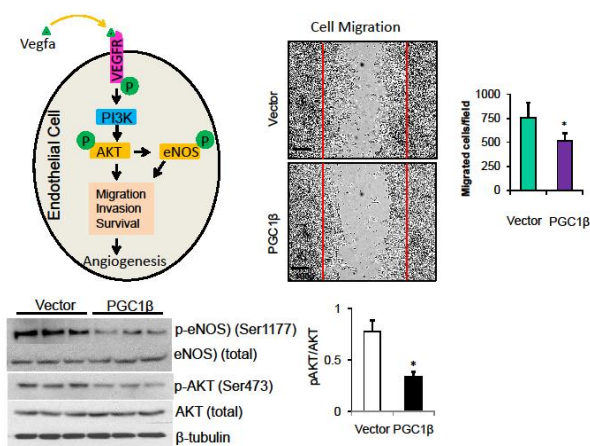 Vegfa
VEGFR
P
PI3K
P
P
AKT
eNOS
Migration
Invasion
Survival
Angiogenesis
Endothelial Cell
Cell Migration
Vector
PGC1β
Migrated cells/field
1000
750
500
250
0
*
Vector PGC1β
Vector PGC1β
p-eNOS) (Ser1177)
eNOS) (total)
p-AKT (Ser473)
AKT (total)
β-tubulin
pAKT/AKT
1
0.5
0
*
Vector PGC1β